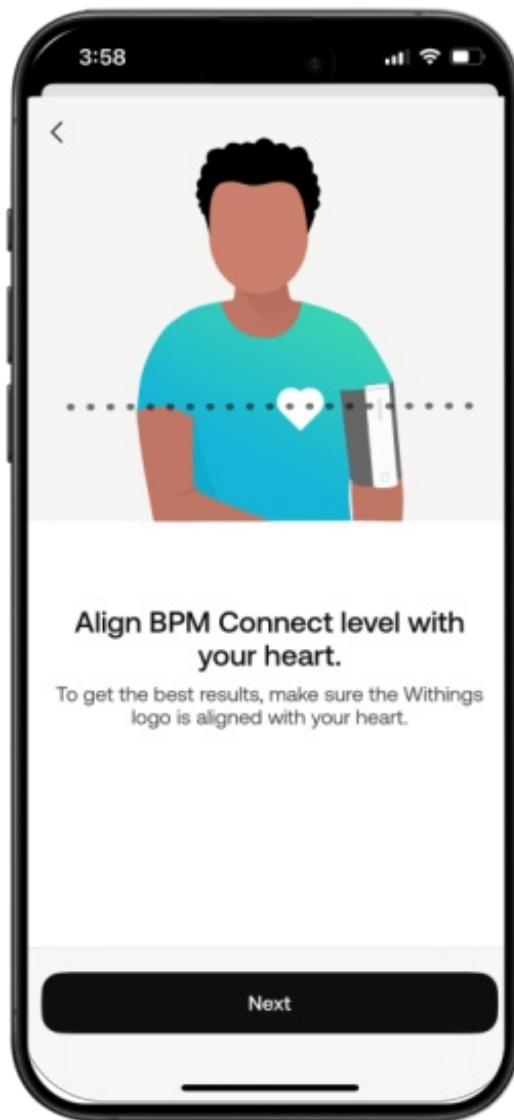 3:58
Align BPM Connect level with
your heart.
To get the best results, make sure the Withings
logo is aligned with your heart.
Next